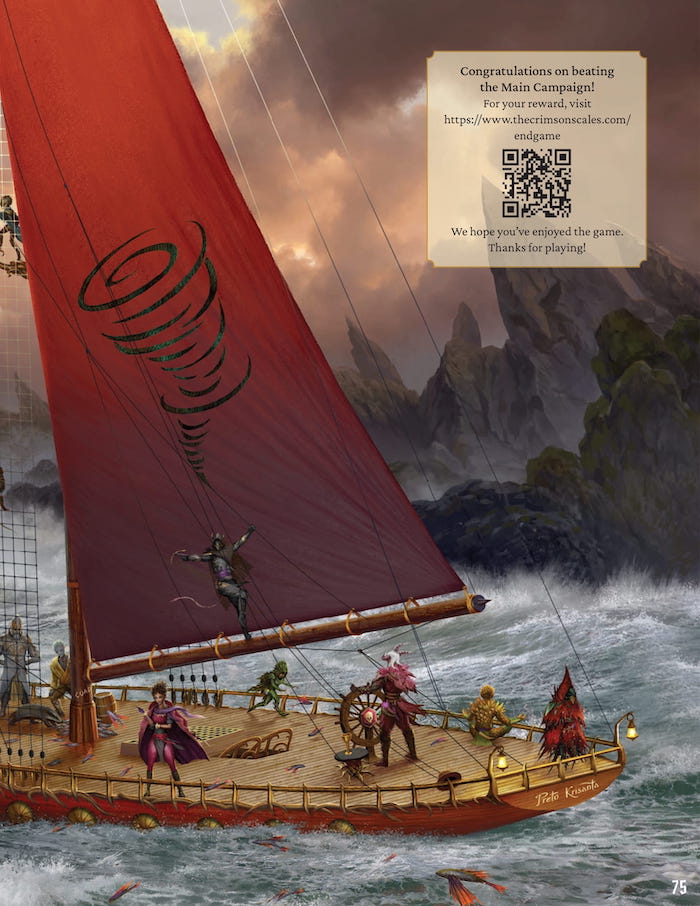 Congratulations on beating
the Main Campaign!
For your reward, visit
https://www.thecrimsonscales.com/
endgame
We hope you've enjoyed the game.
Thanks for playing!
Preto Krisanta
75